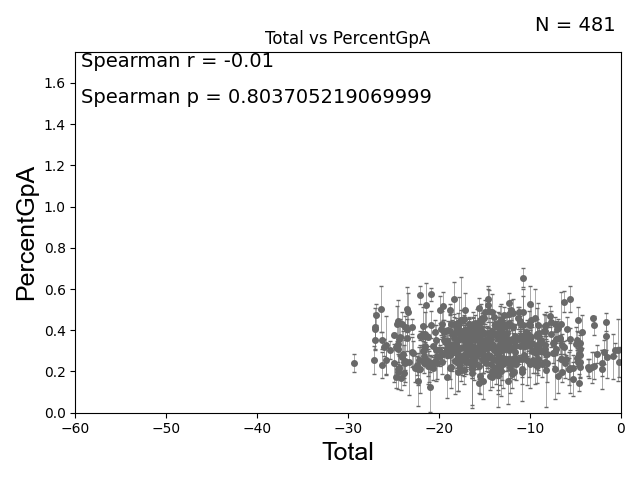 N = 481
Total vs PercentGpA
Spearman r = -0.01
Spearman p = 0.803705219069999
PercentGpA
1.6
1.4
1.2
1.0
0.8
0.6
0.4
0.2
0.0
−60 −50 −40 −30 −20 −10 0
Total